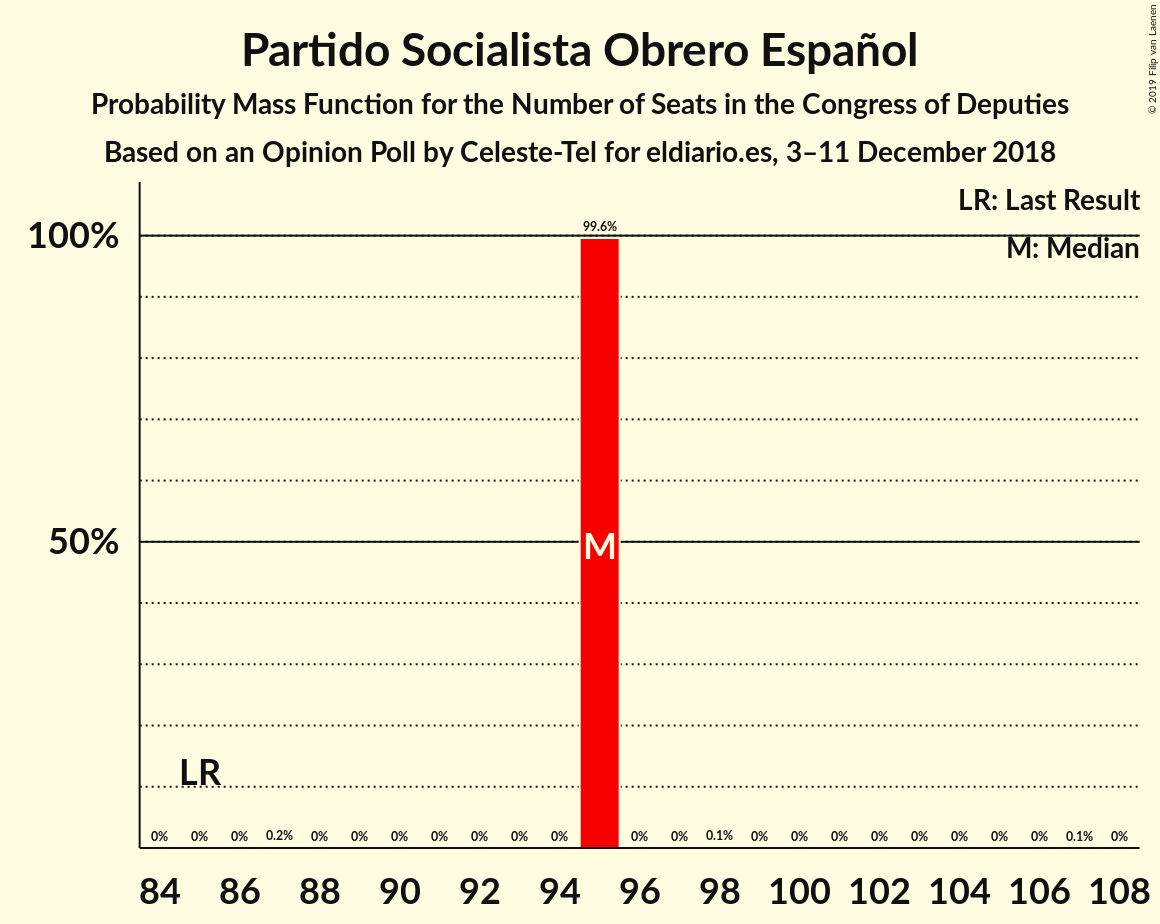 Partido Socialista Obrero Español
Probability Mass Function for the Number of Seats in the Congress of Deputies
Based on an Opinion Poll by Celeste-Tel for eldiario.es, 3–11 December 2018
© 2019 Filip van Laenen
LR: Last Result
M: Median
100%
50%
99.6%
M
LR
0% 0% 0% 0.2% 0% 0% 0% 0% 0% 0% 0% 0% 0% 0.1% 0% 0% 0% 0% 0% 0% 0% 0% 0.1% 0%
84 86 88 90 92 94 96 98 100 102 104 106 108